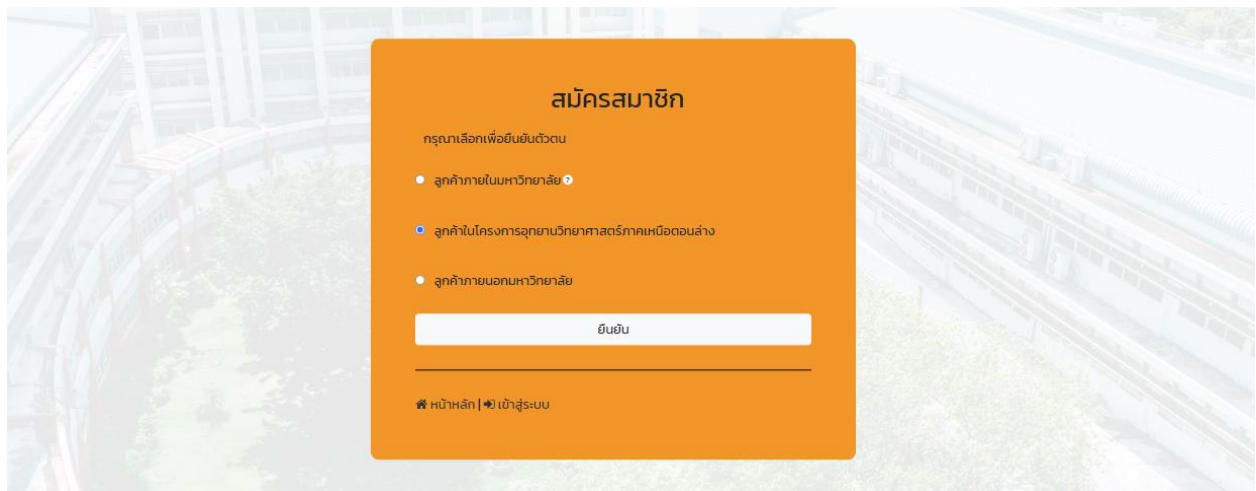 สมัครสมาชิก
กรุณาเลือกเพื่อยืนยันตัวตน
ลูกค้าภายในมหาวิทยาลัย ?
ลูกค้าในโครงการอุทยานวิทยาศาสตร์ภาคเหนือตอนล่าง
ลูกค้าภายนอกมหาวิทยาลัย
ยืนยัน
หน้าหลัก | เข้าสู่ระบบ